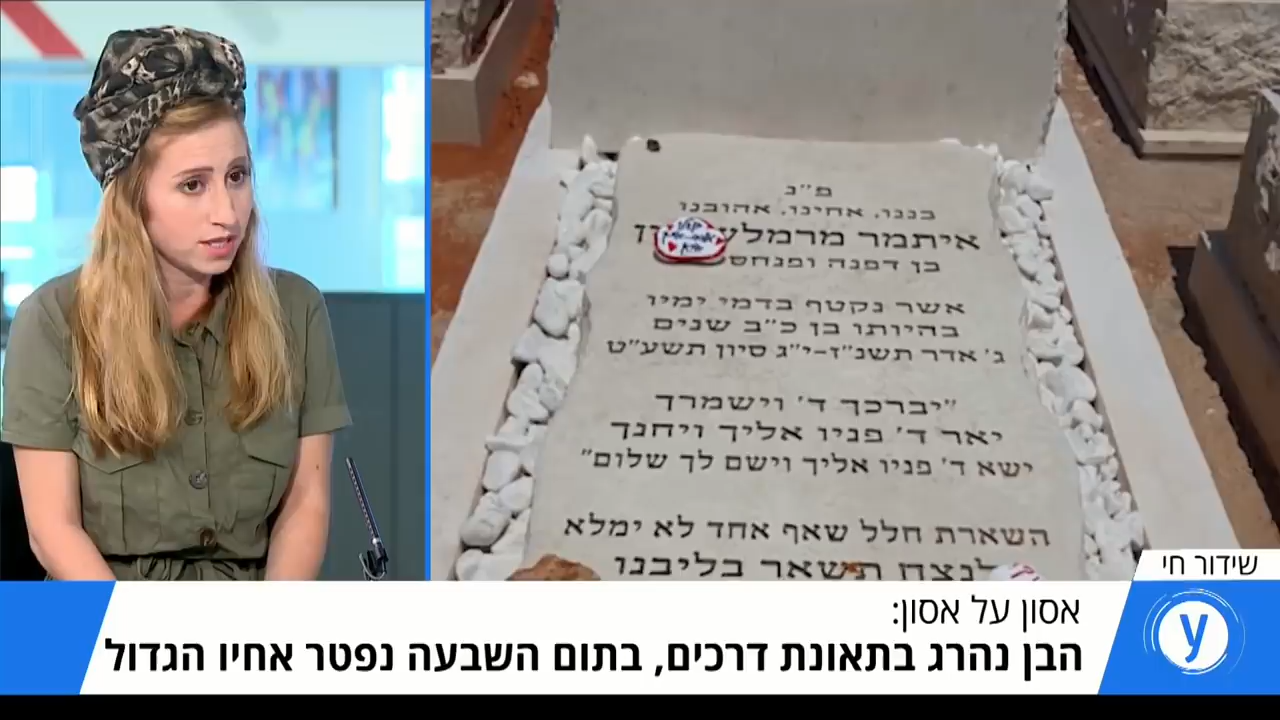 פ״נ
בננו, אחינו, אהובנו
איתמר
בן דפנה ופנחס
אשר נקטף בדמי ימיו
בהיותו בן כ״ב שנים
ג׳ אדר תשנ״ז-י״ג סיון תשע״ט
״יברכך ד׳ וישמרך
יאר ד׳ פניו אליך ויחנך
ישא ד׳ פניו אליך וישם לך שלום״
השארת חלל שאף אחד לא ימלא
לנצח תשאר בליבנו
שידור חי
y
אסון על אסון:
הבן נהרג בתאונת דרכים, בתום השבעה נפטר אחיו הגדול